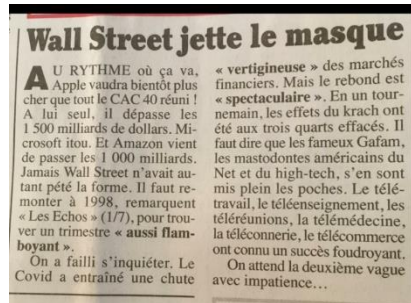 Wall Street jette le masque
AU RYTHME où ça va,
Apple vaudra bientôt plus
cher que tout le CAC 40 réuni !
A lui seul, il dépasse les
1 500 milliards de dollars. Mi-
crosoft itou. Et Amazon vient
de passer les 1 000 milliards.
Jamais Wall Street n'avait au-
tant pété la forme. Il faut re-
monter à 1998, remarquent
« Les Echos » (1/7), pour trou-
ver un trimestre « aussi flam-
boyant ».
On a failli s'inquiéter. Le
Covid a entraîné une chute
« vertigineuse » des marchés
financiers. Mais le rebond est
« spectaculaire ». En un tour-
nemain, les effets du krach ont
été aux trois quarts effacés. Il
faut dire que les fameux Gafam,
les mastodontes américains du
Net et du high-tech, s'en sont
mis plein les poches. Le télé-
travail, le téléenseignement, les
téléréunions, la télémédecine,
la téléconnerie, le télécommerce
ont connu un succès foudroyant.
On attend la deuxième vague
avec impatience...